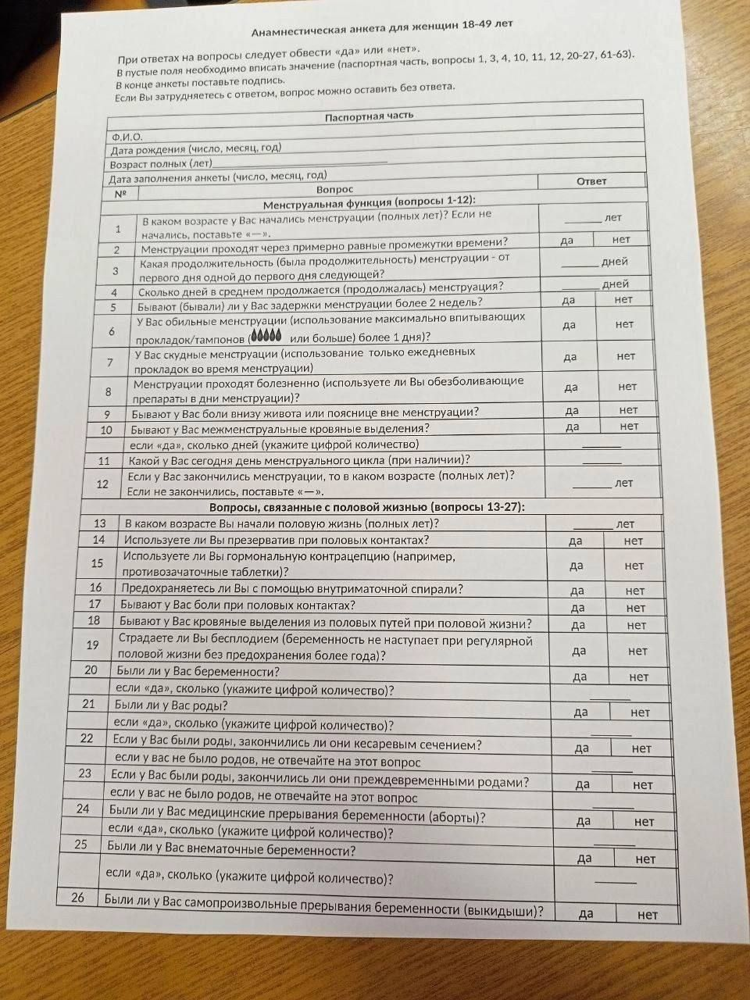 Анамнестическая анкета для женщин 18-49 лет
При ответах на вопросы следует обвести «да» или «нет».
В пустые поля необходимо вписать значение (паспортная часть, вопросы 1, 3, 4, 10, 11, 12, 20-27, 61-63).
В конце анкеты поставьте подпись.
Если Вы затрудняетесь с ответом, вопрос можно оставить без ответа.
Паспортная часть
Ф.И.О.
Дата рождения (число, месяц, год)
Возраст полных (лет)
Дата заполнения анкеты (число, месяц, год)
№ Вопрос Ответ
Менструальная функция (вопросы 1-12):
1 В каком возрасте у Вас начались менструации (полных лет)? Если не
начались, поставьте «—». лет
2 Менструации проходят через примерно равные промежутки времени? да нет
3 Какая продолжительность (была продолжительность) менструации - от
первого дня одной до первого дня следующей? дней
4 Сколько дней в среднем продолжается (продолжалась) менструация? дней
5 Бывают (бывали) ли у Вас задержки менструации более 2 недель? да нет
6 У Вас обильные менструации (использование максимально впитывающих
прокладок/тампонов ( или больше) более 1 дня)? да нет
7 У Вас скудные менструации (использование только ежедневных
прокладок во время менструации) да нет
8 Менструации проходят болезненно (используете ли Вы обезболивающие
препараты в дни менструации)? да нет
9 Бывают у Вас боли внизу живота или пояснице вне менструации? да нет
10 Бывают у Вас межменструальные кровяные выделения? да нет
если «да», сколько дней (укажите цифрой количество)
11 Какой у Вас сегодня день менструального цикла (при наличии)?
12 Если у Вас закончились менструации, то в каком возрасте (полных лет)?
Если не закончились, поставьте «—». лет
Вопросы, связанные с половой жизнью (вопросы 13-27):
13 В каком возрасте Вы начали половую жизнь (полных лет)? лет
14 Используете ли Вы презерватив при половых контактах? да нет
15 Используете ли Вы гормональную контрацепцию (например,
противозачаточные таблетки)? да нет
16 Предохраняетесь ли Вы с помощью внутриматочной спирали? да нет
17 Бывают у Вас боли при половых контактах? да нет
18 Бывают у Вас кровяные выделения из половых путей при половой жизни? да нет
19 Страдаете ли Вы бесплодием (беременность не наступает при регулярной
половой жизни без предохранения более года)? да нет
20 Были ли у Вас беременности? да нет
если «да», сколько (укажите цифрой количество)?
21 Были ли у Вас роды? да нет
если «да», сколько (укажите цифрой количество)?
22 Если у Вас были роды, закончились ли они кесаревым сечением? да нет
если у вас не было родов, не отвечайте на этот вопрос
23 Если у Вас были роды, закончились ли они преждевременными родами? да нет
если у вас не было родов, не отвечайте на этот вопрос
24 Были ли у Вас медицинские прерывания беременности (аборты)? да нет
если «да», сколько (укажите цифрой количество)?
25 Были ли у Вас внематочные беременности? да нет
если «да», сколько (укажите цифрой количество)?
26 Были ли у Вас самопроизвольные прерывания беременности (выкидыши)? да нет